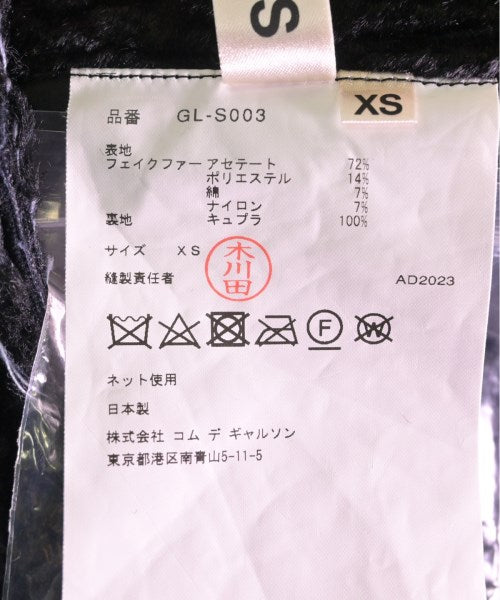 S
XS
品番 GL-S003
表地
フェイクファー アセテート 72%
ポリエステル 14%
綿 7%
ナイロン 7%
裏地 キュプラ 100%
サイズ XS
木川田
縫製責任者 AD2023
F W
ネット使用
日本製
株式会社 コム デ ギャルソン
東京都港区南青山5-11-5